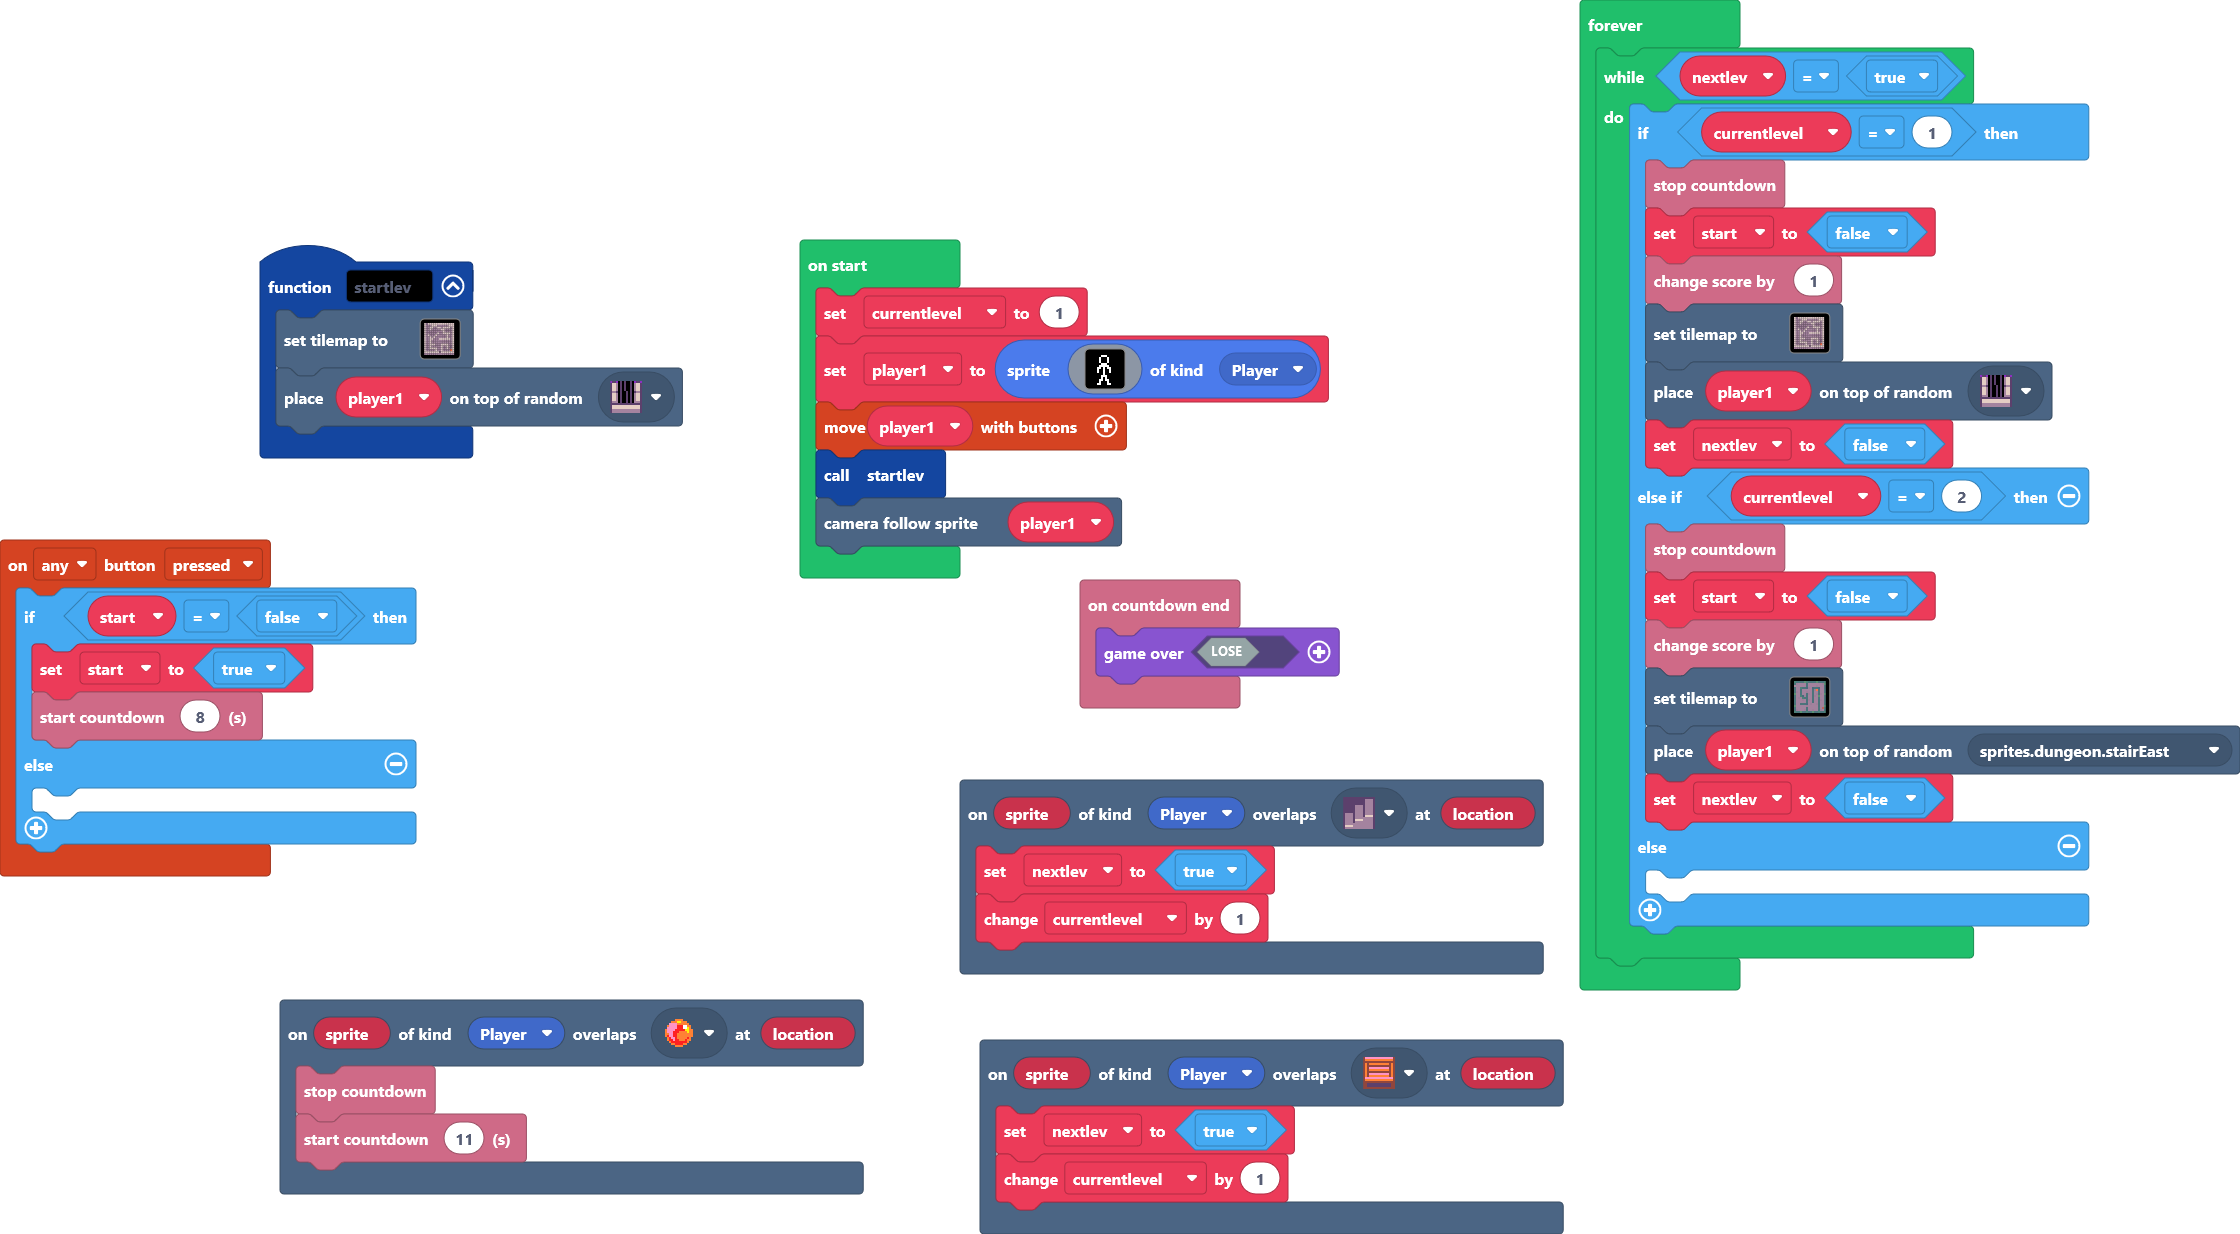 function startlev
set tilemap to
place player1 on top of random
on any button pressed
if start = false then
set start to true
start countdown 8 (s)
else
on start
set currentlevel to 1
set player1 to sprite of kind Player
move player1 with buttons
call startlev
camera follow sprite player1
on countdown end
game over LOSE
on sprite of kind Player overlaps at location
set nextlev to true
change currentlevel by 1
on sprite of kind Player overlaps at location
stop countdown
start countdown 11 (s)
on sprite of kind Player overlaps at location
set nextlev to true
change currentlevel by 1
forever
while nextlev = true
do
if currentlevel = 1 then
stop countdown
set start to false
change score by 1
set tilemap to
place player1 on top of random
set nextlev to false
else if currentlevel = 2 then
stop countdown
set start to false
change score by 1
set tilemap to
place player1 on top of random sprites.dungeon.stairEast
set nextlev to false
else